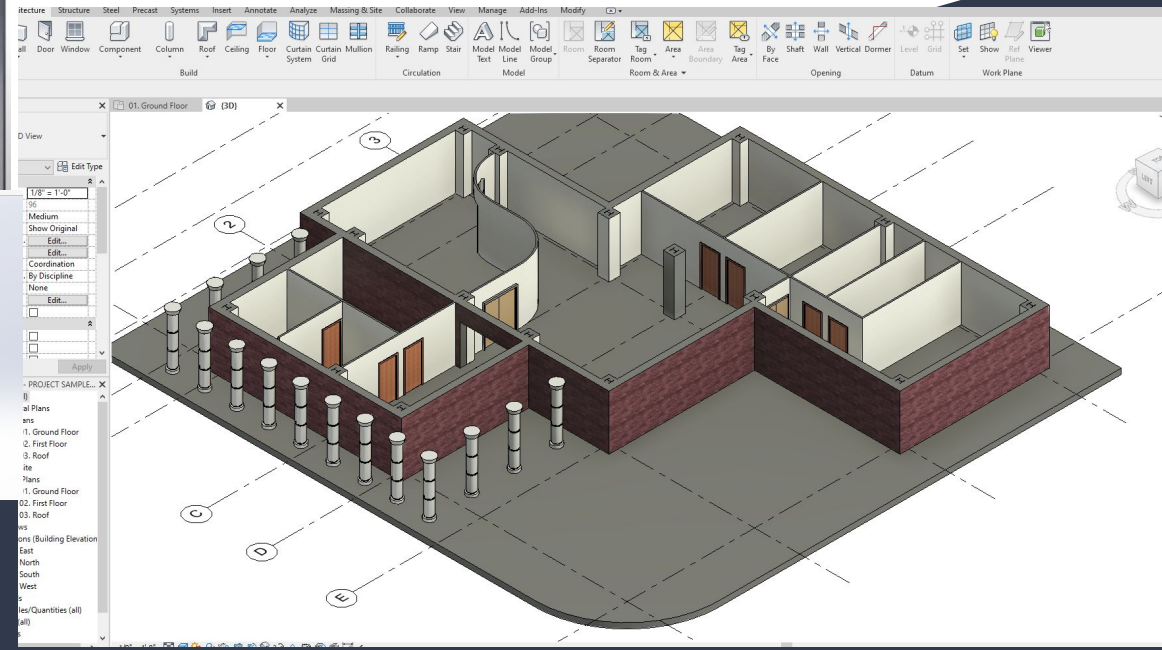 itecture Structure Steel Precast Systems Insert Annotate Analyze Massing & Site Collaborate View Manage Add-Ins Modify
all Door Window Component Column Roof Ceiling Floor Curtain System Curtain Grid Mullion Railing Ramp Stair Model Text Model Line Model Group Room Room Separator Tag Room Area Area Boundary Tag Area By Face Shaft Wall Vertical Dormer Level Grid Set Show Ref Plane Viewer
Build Circulation Model Room & Area Opening Datum Work Plane
01. Ground Floor {3D}
D View
Edit Type
1/8" = 1'-0"
96
Medium
Show Original
Edit...
Edit...
Coordination
By Discipline
None
Edit...
Apply
- PROJECT SAMPLE...
al Plans
ans
01. Ground Floor
02. First Floor
03. Roof
ite
Plans
01. Ground Floor
02. First Floor
03. Roof
ws
ons (Building Elevation
East
North
South
West
s
les/Quantities (all)
(all)
s
3
2
C
D
E
LEFT